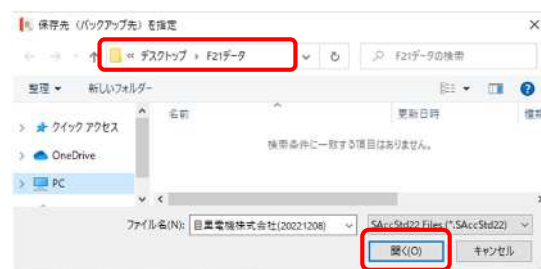 保存先（バックアップ先）を指定
« デスクトップ › F21データ
F21データの検索
整理 新しいフォルダー
名前 更新日時 種類
クイック アクセス
検索条件に一致する項目はありません。
OneDrive
PC
ファイル名(N): 目黒電機株式会社(20221208) SAccStd22 Files (*.SAccStd22)
開く(O) キャンセル